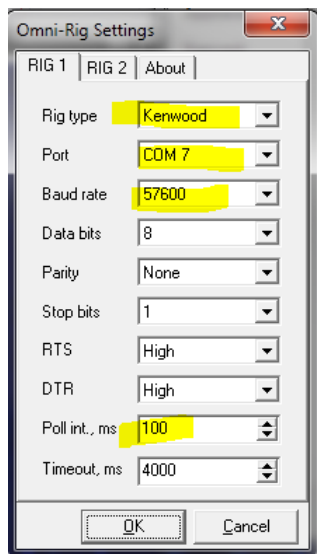 Omni-Rig Settings
RIG 1 RIG 2 About
Rig type Kenwood
Port COM 7
Baud rate 57600
Data bits 8
Parity None
Stop bits 1
RTS High
DTR High
Poll int., ms 100
Timeout, ms 4000
OK Cancel